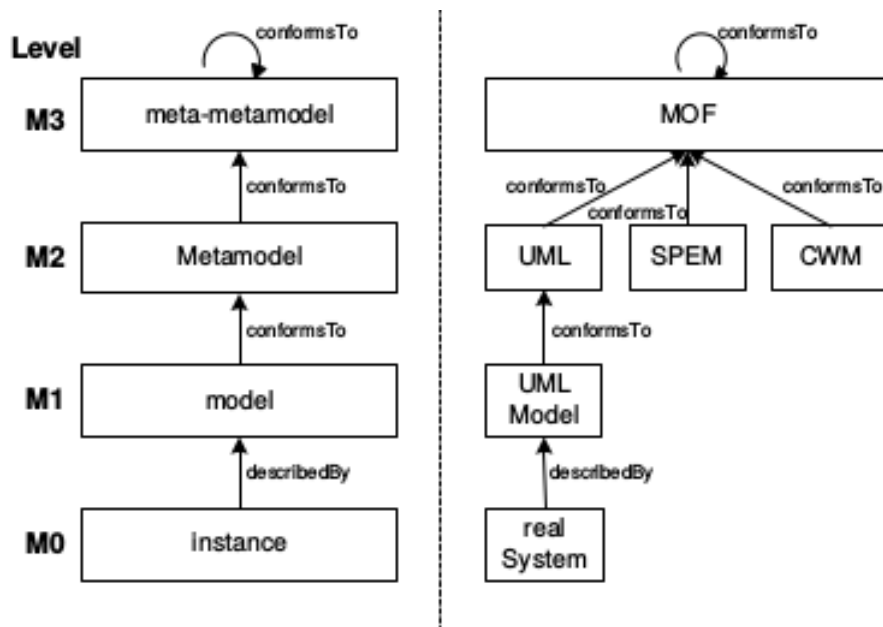 conformsTo
conformsTo
Level
M3
meta-metamodel
MOF
conformsTo
conformsTo
conformsTo
conformsTo
M2
Metamodel
UML
SPEM
CWM
conformsTo
conformsTo
M1
model
UML
Model
describedBy
describedBy
M0
instance
real
System